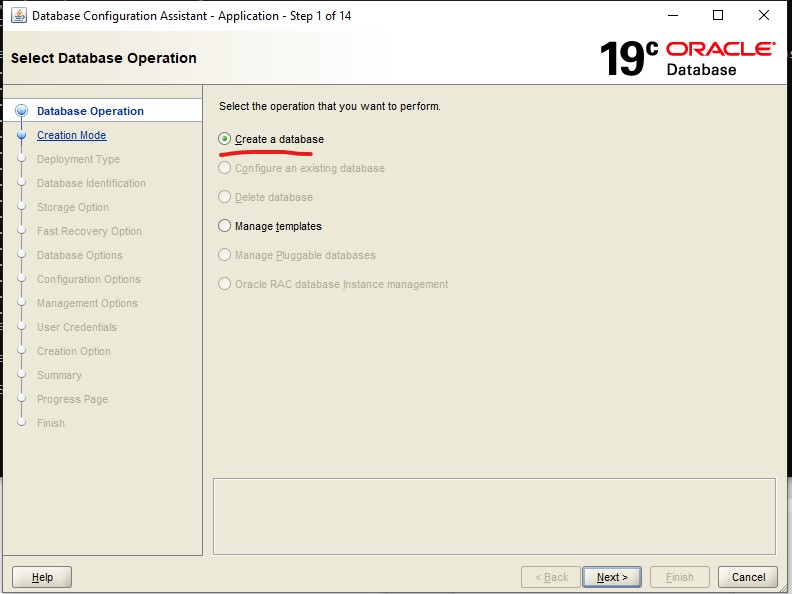 Database Configuration Assistant - Application - Step 1 of 14
Select Database Operation
19c ORACLE
Database
Database Operation
Creation Mode
Deployment Type
Database Identification
Storage Option
Fast Recovery Option
Database Options
Configuration Options
Management Options
User Credentials
Creation Option
Summary
Progress Page
Finish
Select the operation that you want to perform.
Create a database
Configure an existing database
Delete database
Manage templates
Manage Pluggable databases
Oracle RAC database Instance management
Help
< Back
Next >
Finish
Cancel